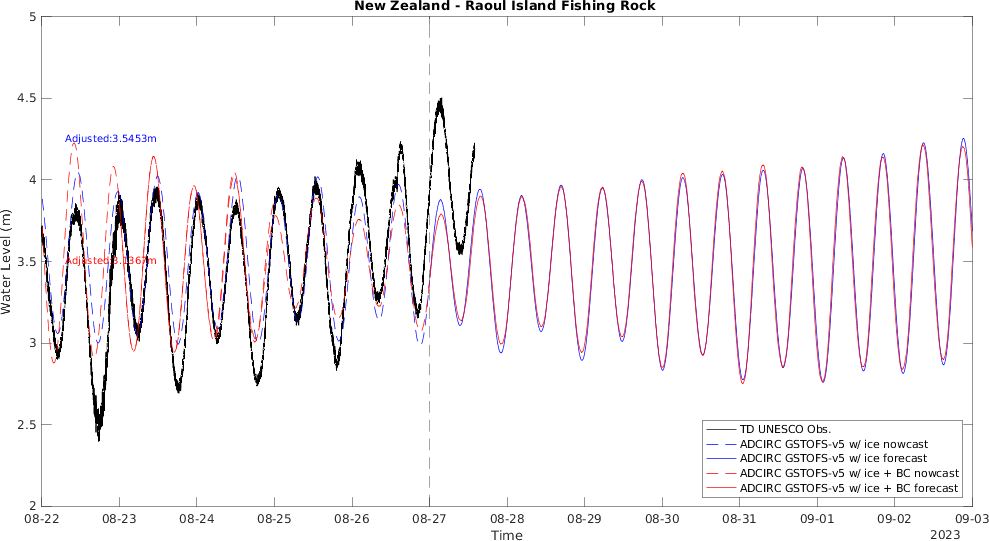 New Zealand - Raoul Island Fishing Rock
Water Level (m)
5
4.5
4
3.5
3
2.5
2
Adjusted:3.5453m
TD UNESCO Obs.
ADCIRC GSTOFS-v5 w/ ice nowcast
ADCIRC GSTOFS-v5 w/ ice forecast
ADCIRC GSTOFS-v5 w/ ice + BC nowcast
ADCIRC GSTOFS-v5 w/ ice + BC forecast
08-22 08-23 08-24 08-25 08-26 08-27 08-28 08-29 08-30 08-31 09-01 09-02 09-03
Time
2023